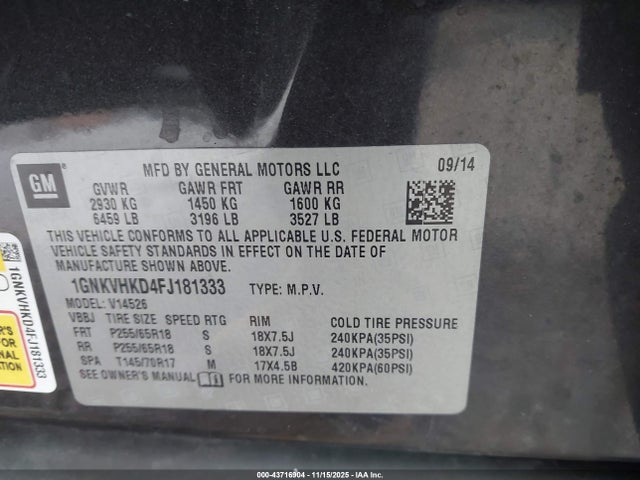 GM
MFD BY GENERAL MOTORS LLC 09/14
GVWR GAWR FRT GAWR RR
2930 KG 1450 KG 1600 KG
6459 LB 3196 LB 3527 LB
THIS VEHICLE CONFORMS TO ALL APPLICABLE U.S. FEDERAL MOTOR
VEHICLE SAFETY STANDARDS IN EFFECT ON THE DATE OF
MANUFACTURE SHOWN ABOVE.
1GNKVHKD4FJ181333 TYPE: M.P.V.
MODEL: V14526
VBBJ TIRE SIZE SPEED RTG RIM COLD TIRE PRESSURE
FRT P255/65R18 S 18X7.5J 240KPA(35PSI)
RR P255/65R18 S 18X7.5J 240KPA(35PSI)
SPA T145/70R17 M 17X4.5B 420KPA(60PSI)
SEE OWNER'S MANUAL FOR MORE INFORMATION.
1GNKVHKD4FJ181333
000-43716904 - 11/15/2025 - IAA Inc.